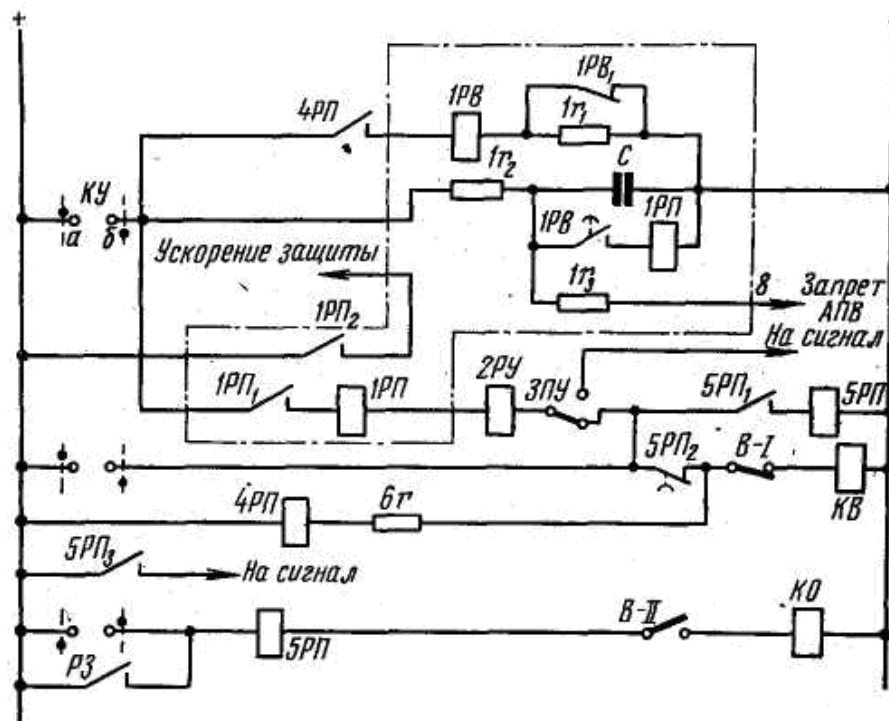 +
1РВ₁
4РП
1РВ
1r₁
1r₂
С
КУ
а
б
1РВ
1РП
Ускорение защиты
1r₃
8
Запрет
АПВ
1РП₂
На сигнал
1РП₁
1РП
2РУ
3ПУ
5РП₁
5РП
5РП₂
В-I
КВ
4РП
6r
5РП₃
На сигнал
В-II
КО
5РП
РЗ